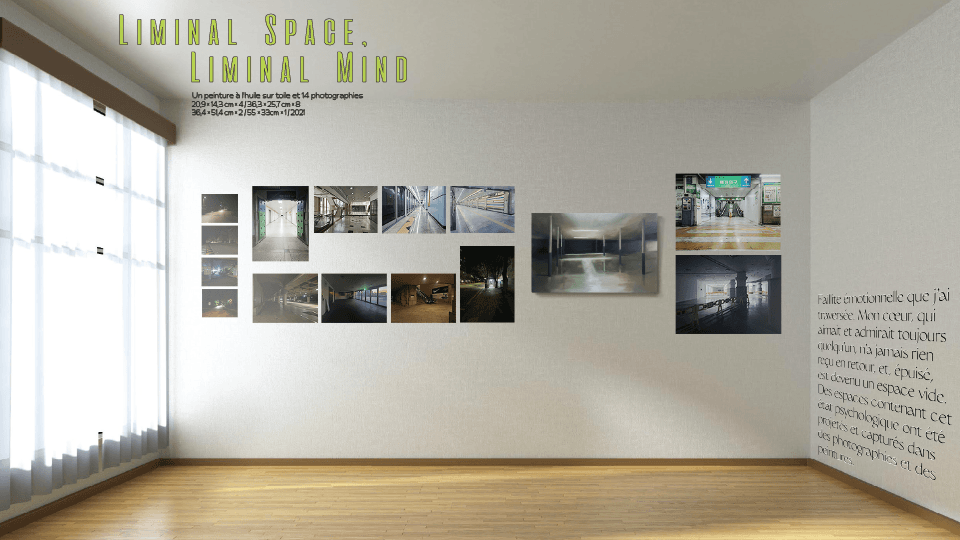 Liminal Space,
Liminal Mind
Un peinture à l'huile sur toile et 14 photographies
20,9 × 14,3 cm × 4 / 36,3 × 25,7 cm × 8
36,4 × 51,4 cm × 2 / 55 × 33cm × 1 / 2021
Faillite émotionnelle que j'ai
traversée. Mon cœur, qui
aimait et admirait toujours
quelqu'un, n'a jamais rien
reçu en retour, et, épuisé,
est devenu un espace vide.
Des espaces contenant cet
état psychologique ont été
projetés et capturés dans
des photographies et des
peintures.